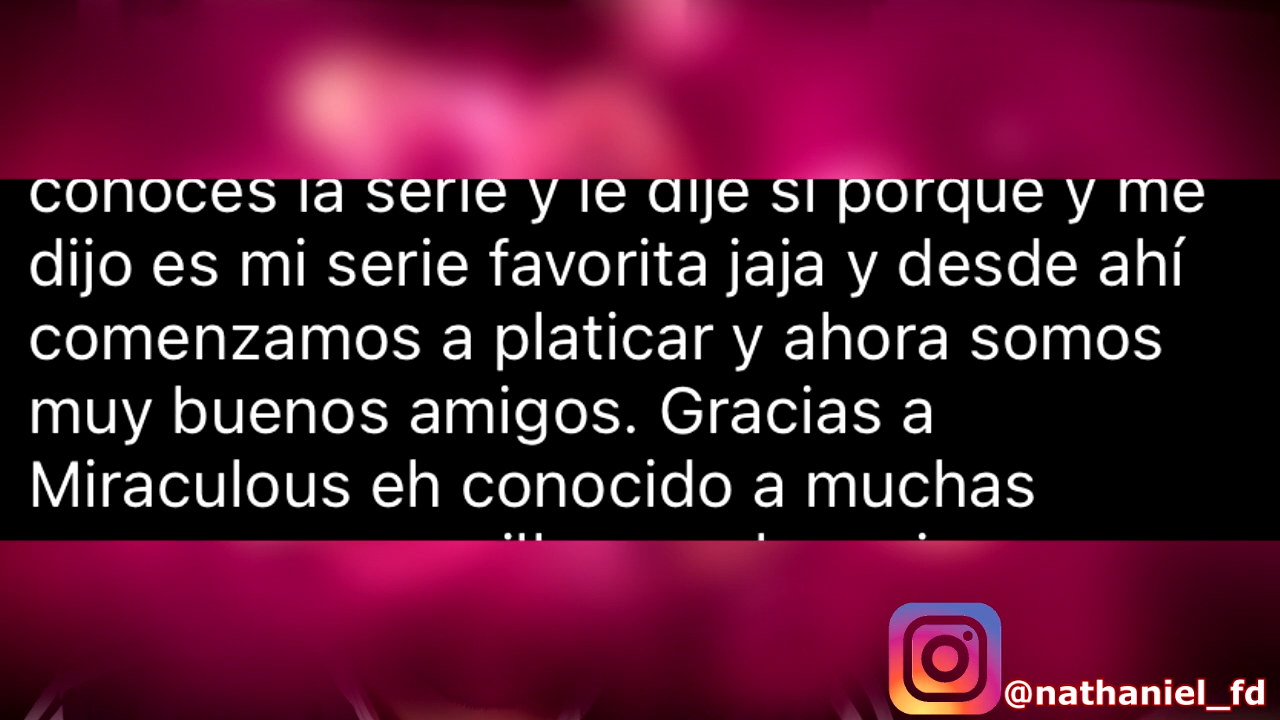 conoces la serie y le dije si porque y me
dijo es mi serie favorita jaja y desde ahí
comenzamos a platicar y ahora somos
muy buenos amigos. Gracias a
Miraculous eh conocido a muchas
@nathaniel_fd